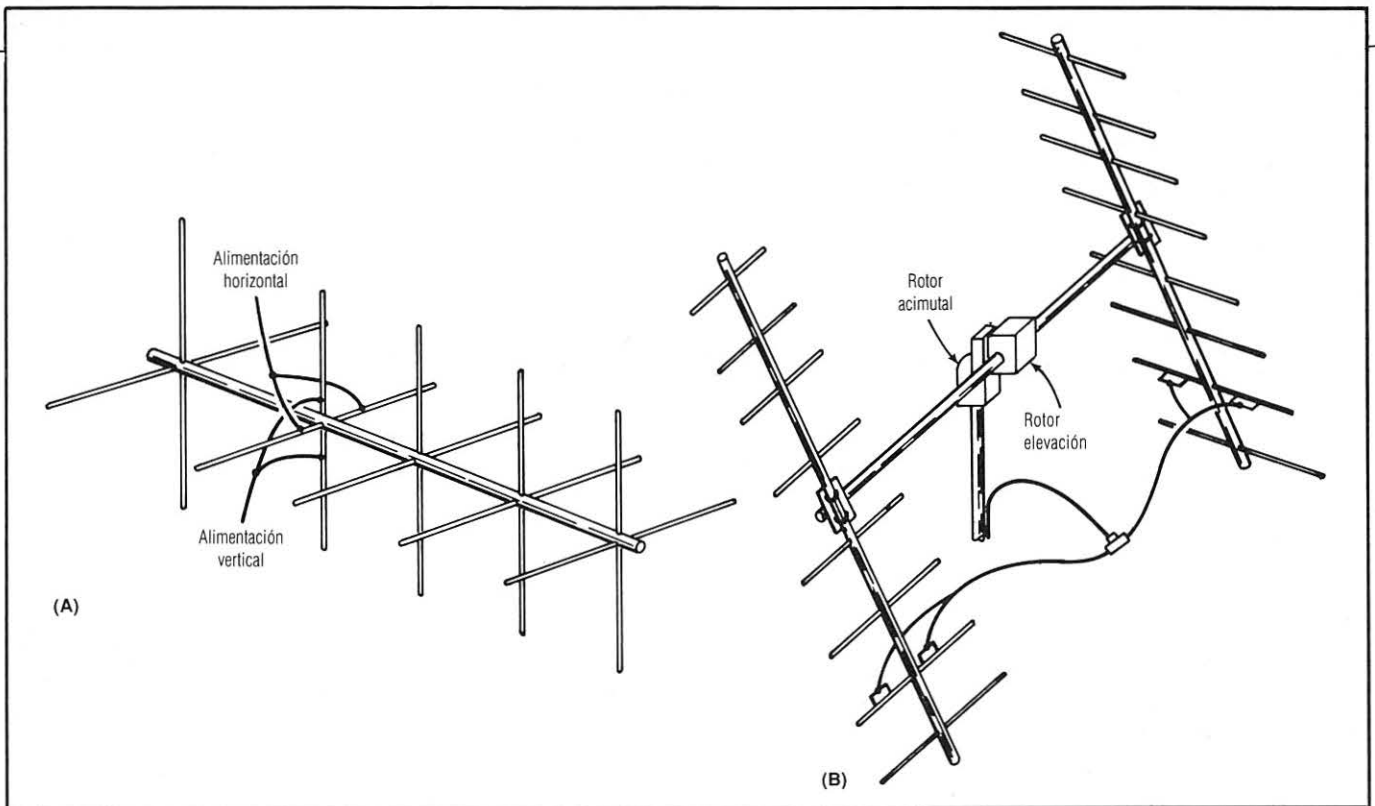 Alimentación
horizontal
Alimentación
vertical
(A)
Rotor
acimutal
Rotor
elevación
(B)